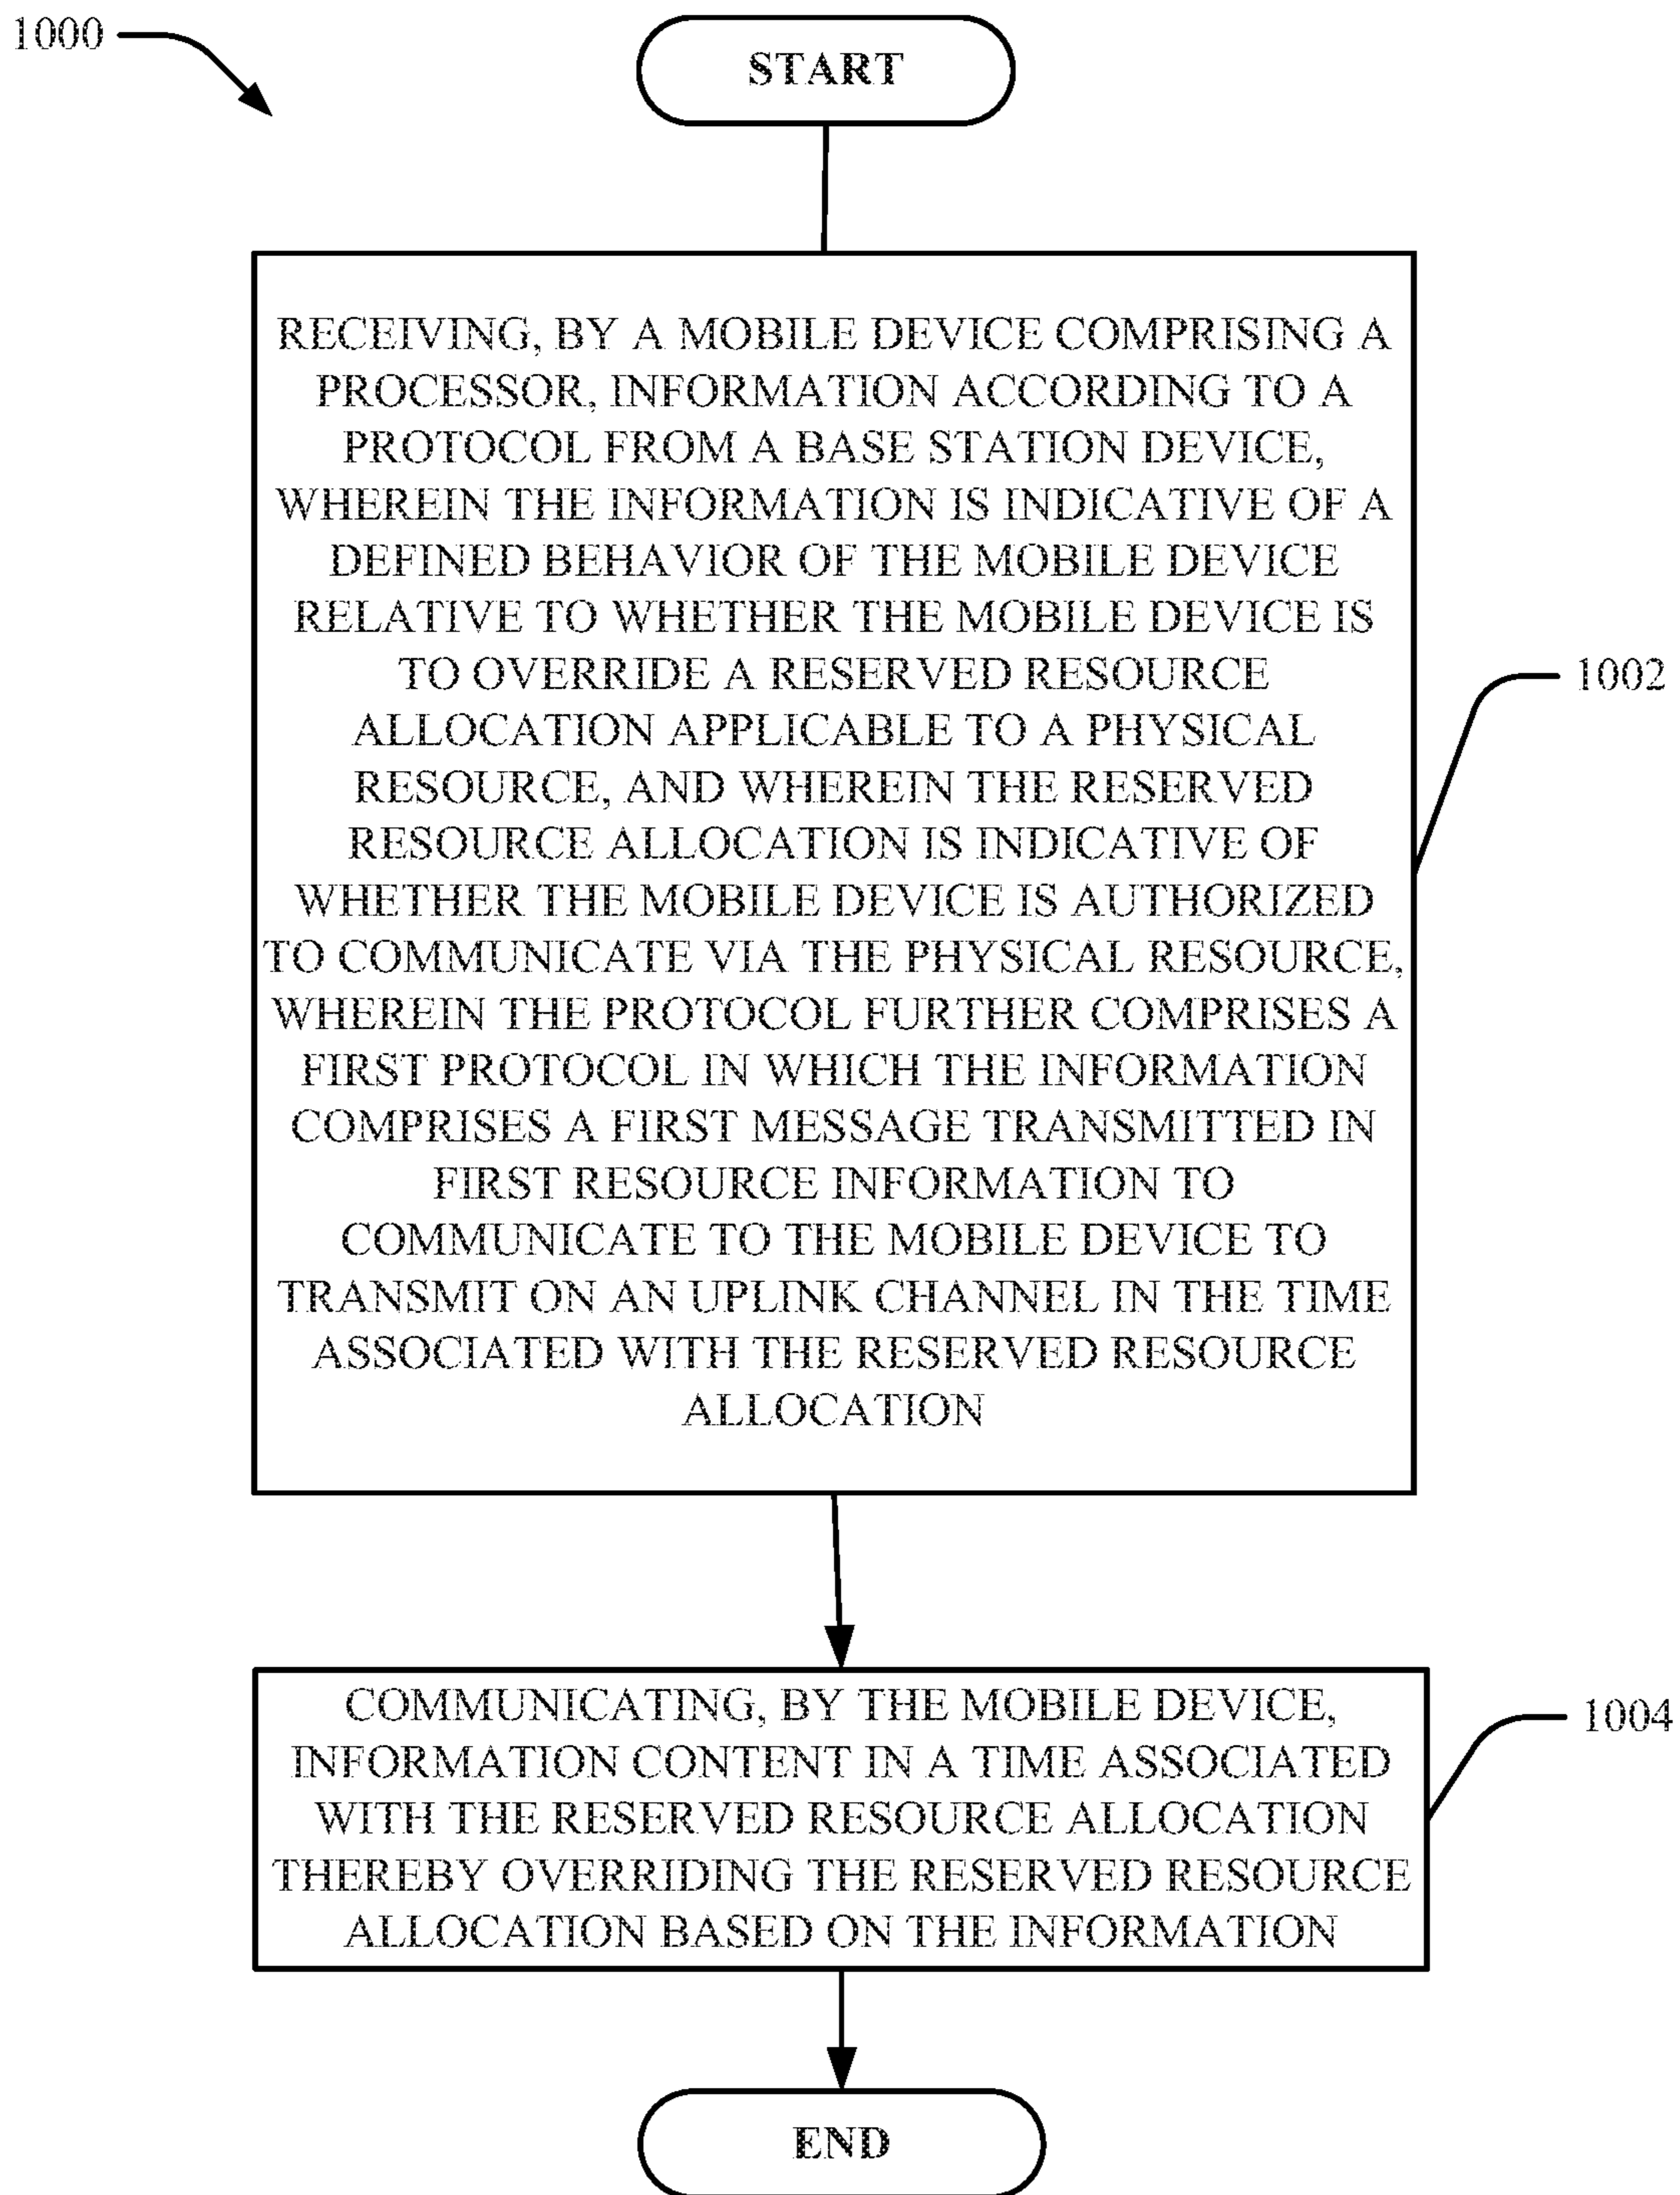 1000
START
RECEIVING, BY A MOBILE DEVICE COMPRISING A
PROCESSOR, INFORMATION ACCORDING TO A
PROTOCOL FROM A BASE STATION DEVICE,
WHEREIN THE INFORMATION IS INDICATIVE OF A
DEFINED BEHAVIOR OF THE MOBILE DEVICE
RELATIVE TO WHETHER THE MOBILE DEVICE IS
TO OVERRIDE A RESERVED RESOURCE
ALLOCATION APPLICABLE TO A PHYSICAL
RESOURCE, AND WHEREIN THE RESERVED
RESOURCE ALLOCATION IS INDICATIVE OF
WHETHER THE MOBILE DEVICE IS AUTHORIZED
TO COMMUNICATE VIA THE PHYSICAL RESOURCE,
WHEREIN THE PROTOCOL FURTHER COMPRISES A
FIRST PROTOCOL IN WHICH THE INFORMATION
COMPRISES A FIRST MESSAGE TRANSMITTED IN
FIRST RESOURCE INFORMATION TO
COMMUNICATE TO THE MOBILE DEVICE TO
TRANSMIT ON AN UPLINK CHANNEL IN THE TIME
ASSOCIATED WITH THE RESERVED RESOURCE
ALLOCATION
1002
COMMUNICATING, BY THE MOBILE DEVICE,
INFORMATION CONTENT IN A TIME ASSOCIATED
WITH THE RESERVED RESOURCE ALLOCATION
THEREBY OVERRIDING THE RESERVED RESOURCE
ALLOCATION BASED ON THE INFORMATION
1004
END